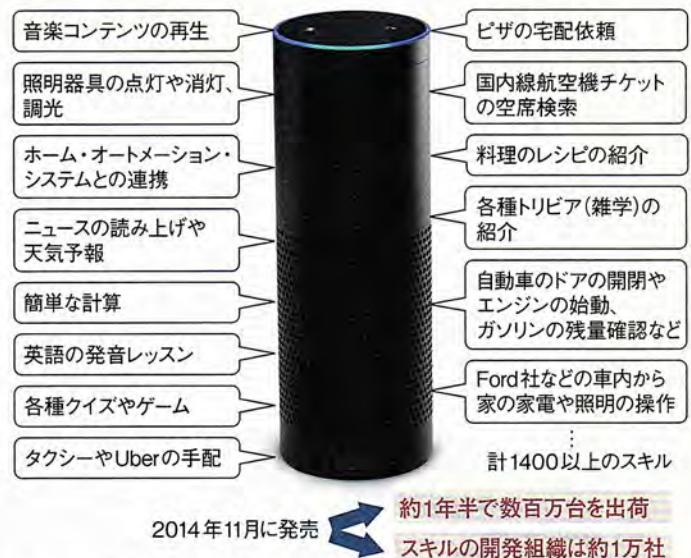 音楽コンテンツの再生
照明器具の点灯や消灯、
調光
ホーム・オートメーション・
システムとの連携
ニュースの読み上げや
天気予報
簡単な計算
英語の発音レッスン
各種クイズやゲーム
タクシーやUberの手配
ピザの宅配依頼
国内線航空機チケット
の空席検索
料理のレシピの紹介
各種トリビア(雑学)の
紹介
自動車のドアの開閉や
エンジンの始動、
ガソリンの残量確認など
Ford社などの車内から
家の家電や照明の操作
⋮
計1400以上のスキル
2014年11月に発売
約1年半で数百万台を出荷
スキルの開発組織は約1万社